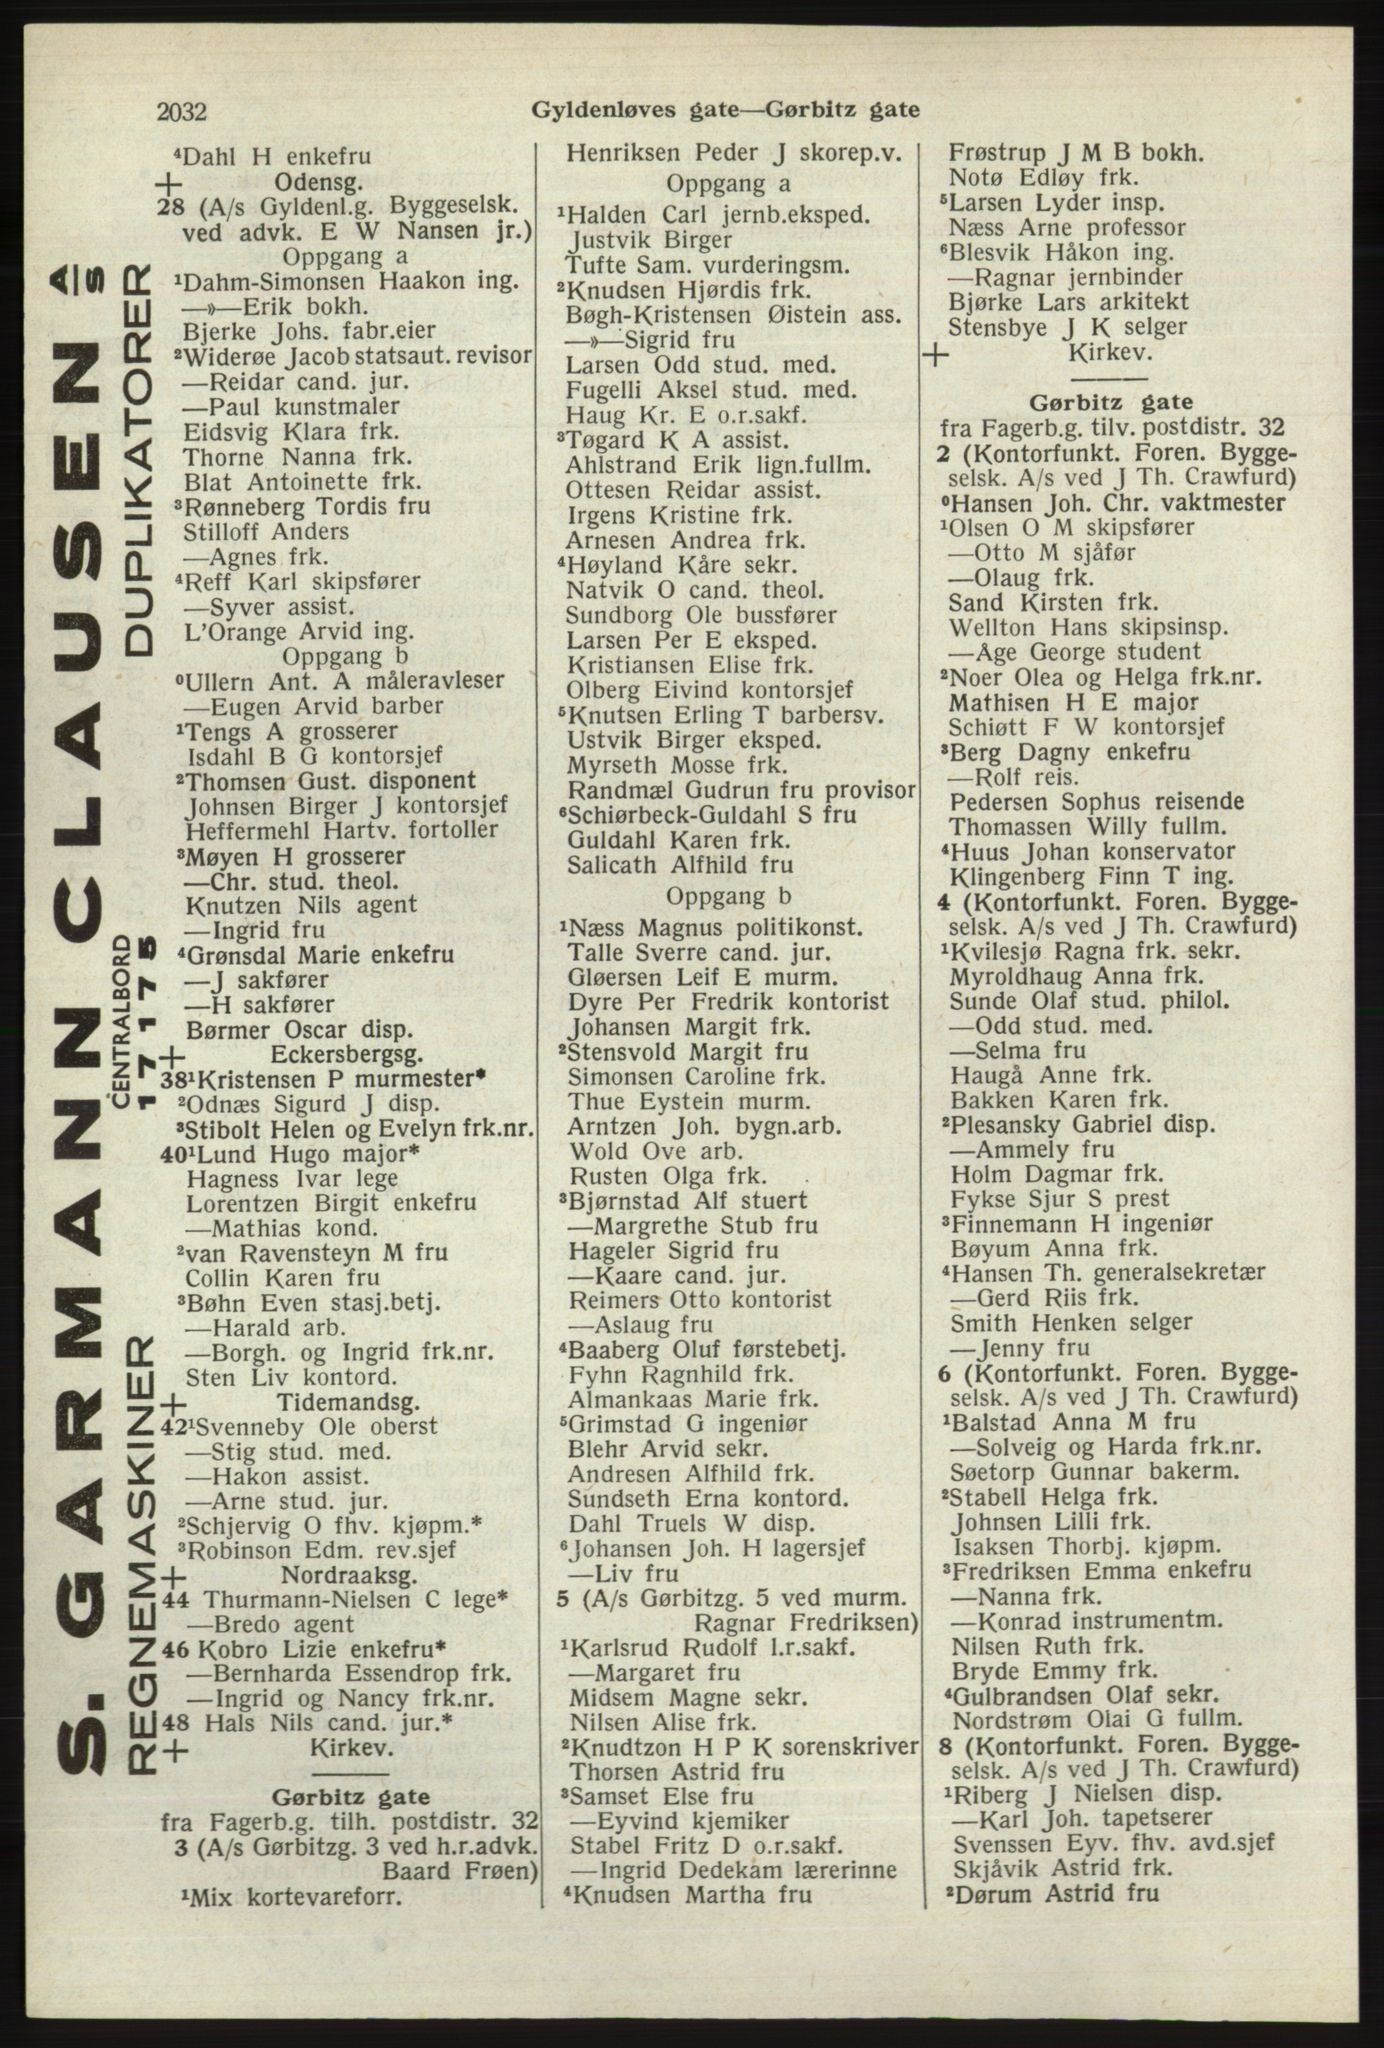 2032
Gyldenløves gate—Gørbitz gate
S. GARMANN CLAUSEN A/S
REGNEMASKINER
CENTRALBORD
17175
DUPLIKATORER
⁴Dahl H enkefru
+ Odensg.
28 (A/s Gyldenl.g. Byggeselsk.
ved advk. E W Nansen jr.)
Oppgang a
¹Dahm-Simonsen Haakon ing.
—»—Erik bokh.
Bjerke Johs. fabr.eier
²Widerøe Jacob statsaut. revisor
—Reidar cand. jur.
—Paul kunstmaler
Eidsvig Klara frk.
Thorne Nanna frk.
Blat Antoinette frk.
³Rønneberg Tordis fru
Stilloff Anders
—Agnes frk.
⁴Reff Karl skipsfører
—Syver assist.
L'Orange Arvid ing.
Oppgang b
⁰Ullern Ant. A måleravleser
—Eugen Arvid barber
¹Tengs A grosserer
Isdahl B G kontorsjef
²Thomsen Gust. disponent
Johnsen Birger J kontorsjef
Heffermehl Hartv. fortoller
³Møyen H grosserer
—Chr. stud. theol.
Knutzen Nils agent
—Ingrid fru
⁴Grønsdal Marie enkefru
—J sakfører
—H sakfører
Børmer Oscar disp.
+ Eckersbergsg.
38¹Kristensen P murmester*
²Odnæs Sigurd J disp.
³Stibolt Helen og Evelyn frk.nr.
40¹Lund Hugo major*
Hagness Ivar lege
Lorentzen Birgit enkefru
—Mathias kond.
²van Ravensteyn M fru
Collin Karen fru
³Bøhn Even stasj.betj.
—Harald arb.
—Borgh. og Ingrid frk.nr.
Sten Liv kontord.
+ Tidemandsg.
42¹Svenneby Ole oberst
—Stig stud. med.
—Hakon assist.
—Arne stud. jur.
²Schjervig O fhv. kjøpm.*
³Robinson Edm. rev.sjef
+ Nordraaksg.
44 Thurmann-Nielsen C lege*
—Bredo agent
46 Kobro Lizie enkefru*
—Bernharda Essendrop frk.
—Ingrid og Nancy frk.nr.
48 Hals Nils cand. jur.*
+ Kirkev.
Gørbitz gate
fra Fagerb.g. tilh. postdistr. 32
3 (A/s Gørbitzg. 3 ved h.r.advk.
Baard Frøen)
¹Mix kortevareforr.
Henriksen Peder J skorep.v.
Oppgang a
¹Halden Carl jernb.eksped.
Justvik Birger
Tufte Sam. vurderingsm.
²Knudsen Hjørdis frk.
Bøgh-Kristensen Øistein ass.
—»—Sigrid fru
Larsen Odd stud. med.
Fugelli Aksel stud. med.
Haug Kr. E o.r.sakf.
³Tøgard K A assist.
Ahlstrand Erik lign.fullm.
Ottesen Reidar assist.
Irgens Kristine frk.
Arnesen Andrea frk.
⁴Høyland Kåre sekr.
Natvik O cand. theol.
Sundborg Ole bussfører
Larsen Per E eksped.
Kristiansen Elise frk.
Olberg Eivind kontorsjef
⁵Knutsen Erling T barbersv.
Ustvik Birger eksped.
Myrseth Mosse frk.
Randmæl Gudrun fru provisor
⁶Schiørbeck-Guldahl S fru
Guldahl Karen frk.
Salicath Alfhild fru
Oppgang b
¹Næss Magnus politikonst.
Talle Sverre cand. jur.
Gløersen Leif E murm.
Dyre Per Fredrik kontorist
Johansen Margit frk.
²Stensvold Margit fru
Simonsen Caroline frk.
Thue Eystein murm.
Arntzen Joh. bygn.arb.
Wold Ove arb.
Rusten Olga frk.
³Bjørnstad Alf stuert
—Margrethe Stub fru
Hageler Sigrid fru
—Kaare cand. jur.
Reimers Otto kontorist
—Aslaug fru
⁴Baaberg Oluf førstebetj.
Fyhn Ragnhild frk.
Almankaas Marie frk.
⁵Grimstad G ingeniør
Blehr Arvid sekr.
Andresen Alfhild frk.
Sundseth Erna kontord.
Dahl Truels W disp.
⁶Johansen Joh. H lagersjef
—Liv fru
5 (A/s Gørbitzg. 5 ved murm.
Ragnar Fredriksen)
¹Karlsrud Rudolf l.r.sakf.
—Margaret fru
Midsem Magne sekr.
Nilsen Alise frk.
²Knudtzon H P K sorenskriver
Thorsen Astrid fru
³Samset Else fru
—Eyvind kjemiker
Stabel Fritz D o.r.sakf.
—Ingrid Dedekam lærerinne
⁴Knudsen Martha fru
Frøstrup J M B bokh.
Notø Edløy frk.
⁵Larsen Lyder insp.
Næss Arne professor
⁶Blesvik Håkon ing.
—Ragnar jernbinder
Bjørke Lars arkitekt
Stensbye J K selger
+ Kirkev.
Gørbitz gate
fra Fagerb.g. tilv. postdistr. 32
2 (Kontorfunkt. Foren. Bygge-
selsk. A/s ved J Th. Crawfurd)
⁰Hansen Joh. Chr. vaktmester
¹Olsen O M skipsfører
—Otto M sjåfør
—Olaug frk.
Sand Kirsten frk.
Wellton Hans skipsinsp.
—Åge George student
²Noer Olea og Helga frk.nr.
Mathisen H E major
Schiøtt F W kontorsjef
³Berg Dagny enkefru
—Rolf reis.
Pedersen Sophus reisende
Thomassen Willy fullm.
⁴Huus Johan konservator
Klingenberg Finn T ing.
4 (Kontorfunkt. Foren. Bygge-
selsk. A/s ved J Th. Crawfurd)
¹Kvilesjø Ragna frk. sekr.
Myroldhaug Anna frk.
Sunde Olaf stud. philol.
—Odd stud. med.
—Selma fru
Haugå Anne frk.
Bakken Karen frk.
²Plesansky Gabriel disp.
—Ammely fru
Holm Dagmar frk.
Fykse Sjur S prest
³Finnemann H ingeniør
Bøyum Anna frk.
⁴Hansen Th. generalsekretær
—Gerd Riis frk.
Smith Henken selger
—Jenny fru
6 (Kontorfunkt. Foren. Bygge-
selsk. A/s ved J Th. Crawfurd)
¹Balstad Anna M fru
—Solveig og Harda frk.nr.
Søetorp Gunnar bakerm.
²Stabell Helga frk.
Johnsen Lilli frk.
Isaksen Thorbj. kjøpm.
³Fredriksen Emma enkefru
—Nanna frk.
—Konrad instrumentm.
Nilsen Ruth frk.
Bryde Emmy frk.
⁴Gulbrandsen Olaf sekr.
Nordstrøm Olai G fullm.
8 (Kontorfunkt. Foren. Bygge-
selsk. A/s ved J Th. Crawfurd)
¹Riberg J Nielsen disp.
—Karl Joh. tapetserer
Svenssen Eyv. fhv. avd.sjef
Skjåvik Astrid frk.
²Dørum Astrid fru